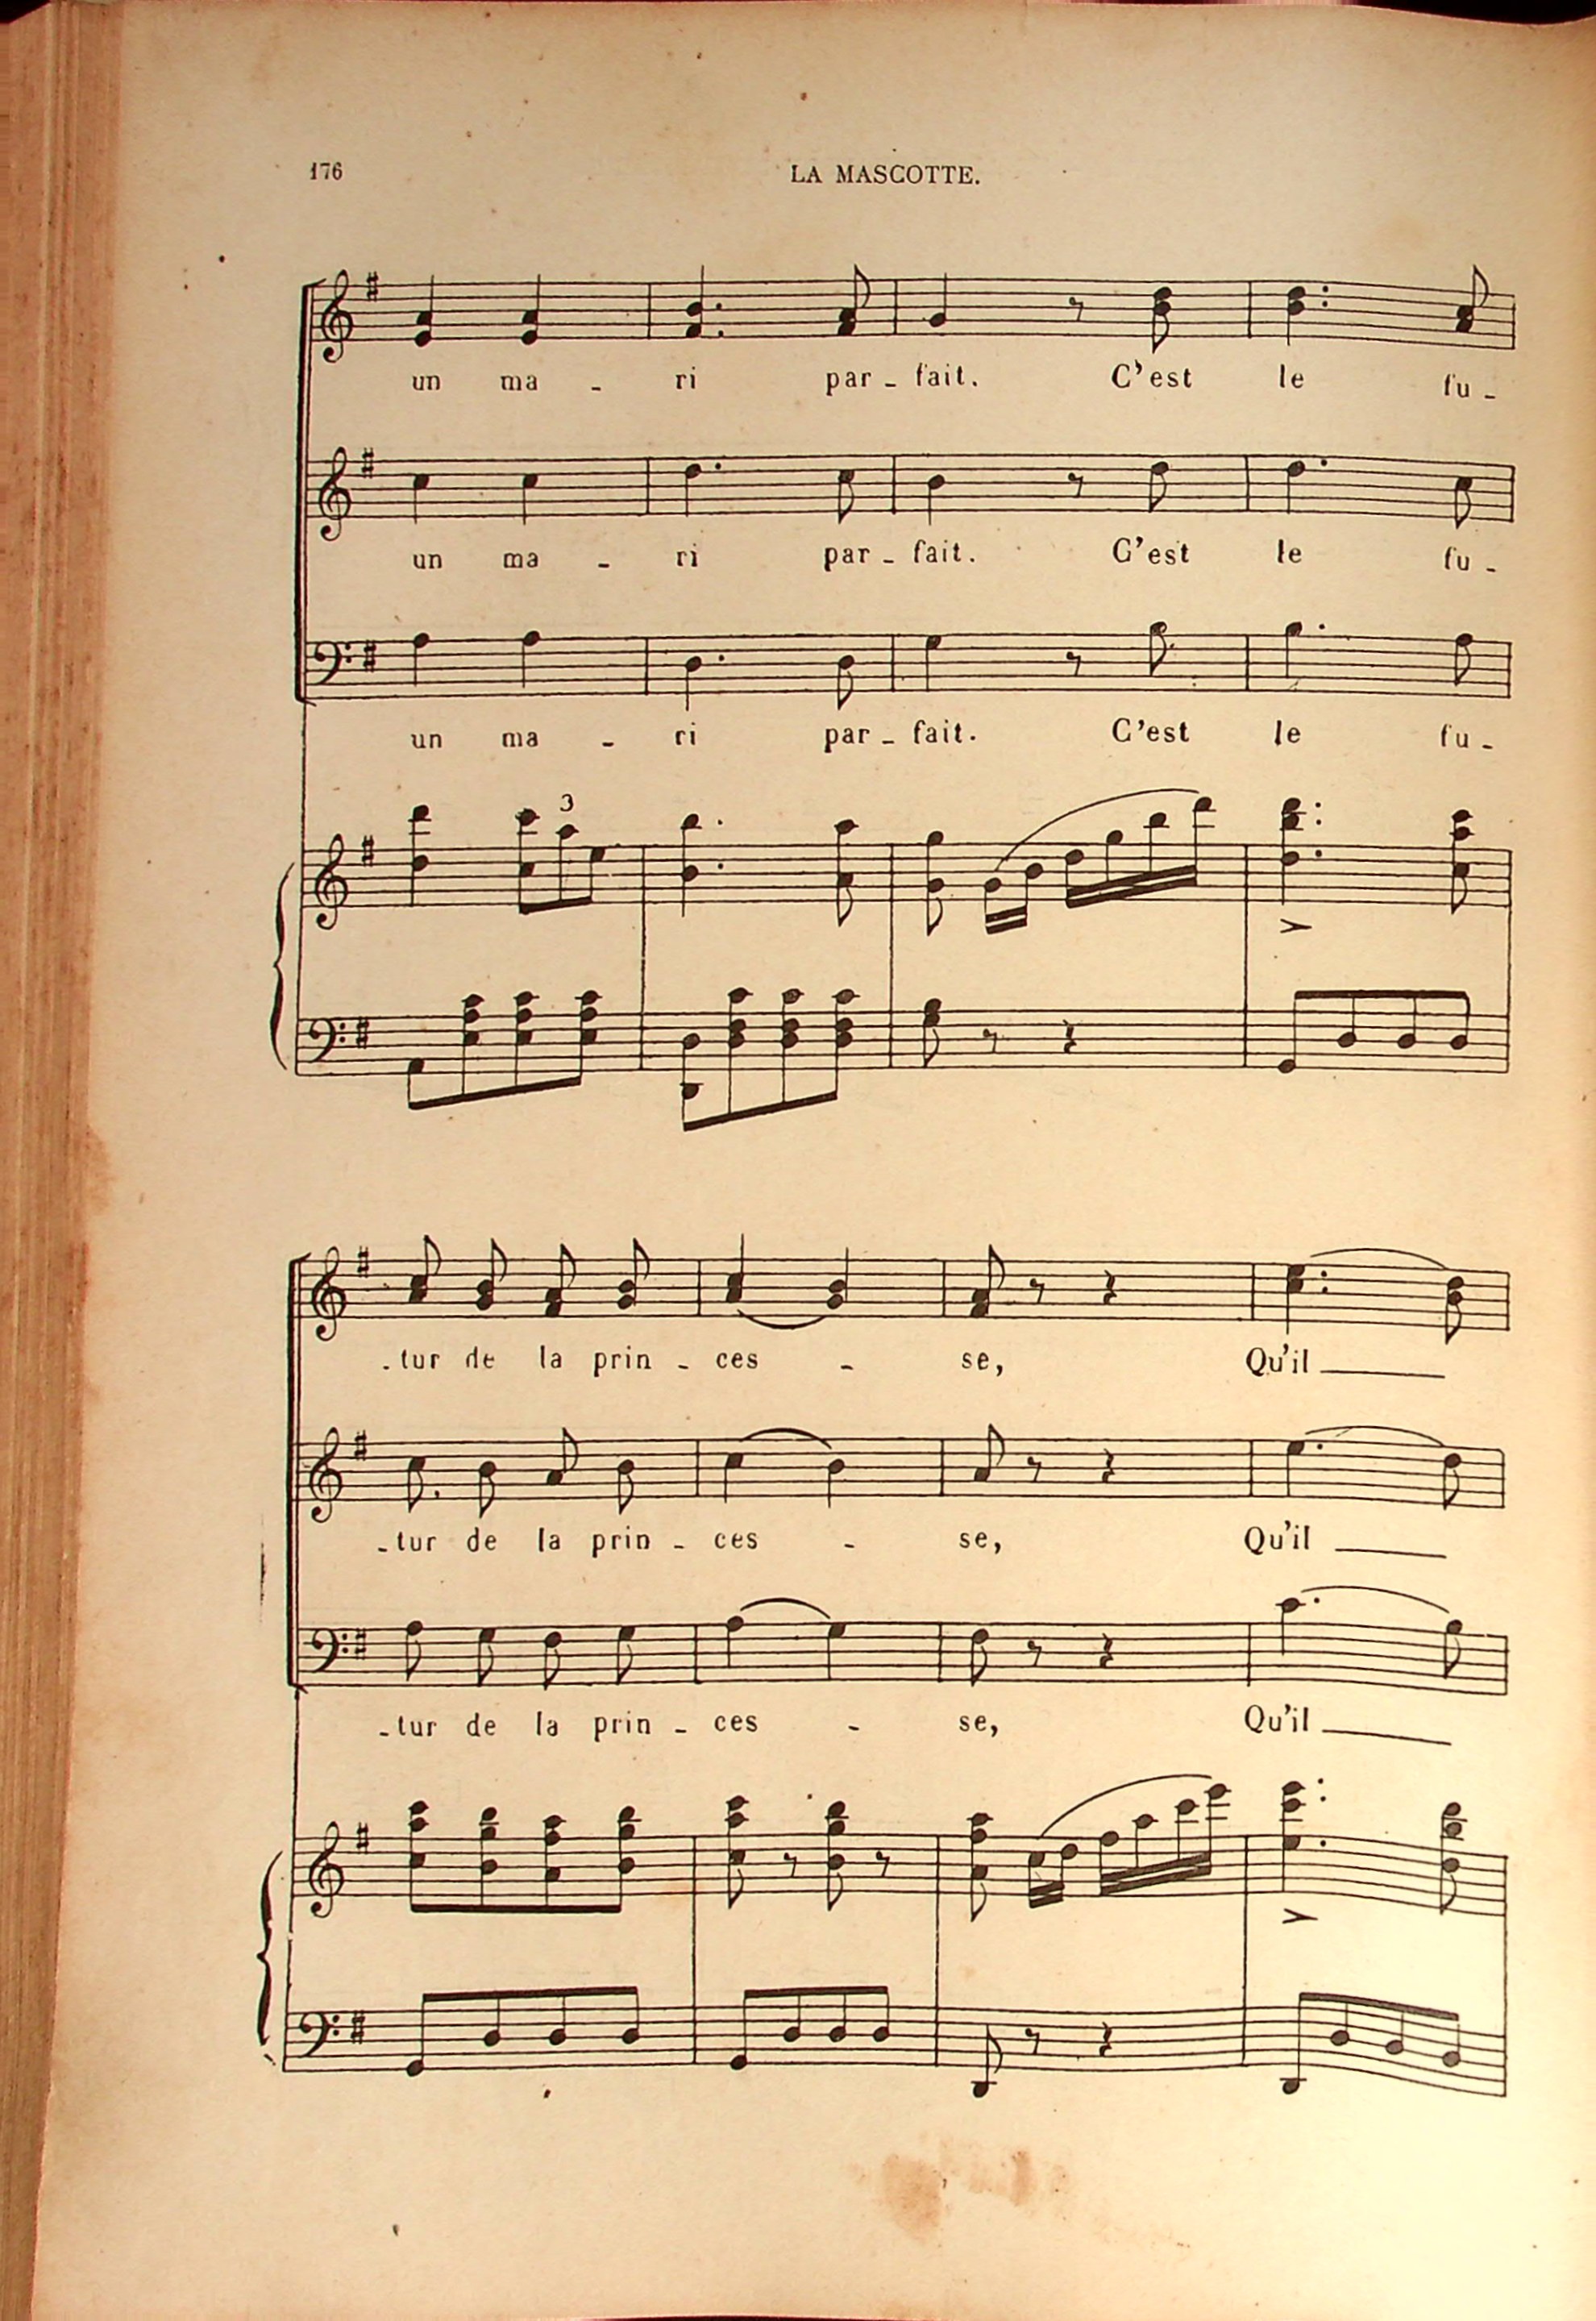 176
LA MASCOTTE.
un ma - ri par - fait. C'est le fu -
un ma - ri par - fait. C'est le fu -
un ma - ri par - fait. C'est le fu -
3
- tur de la prin - ces - se, Qu'il
- tur de la prin - ces - se, Qu'il
- tur de la prin - ces - se, Qu'il